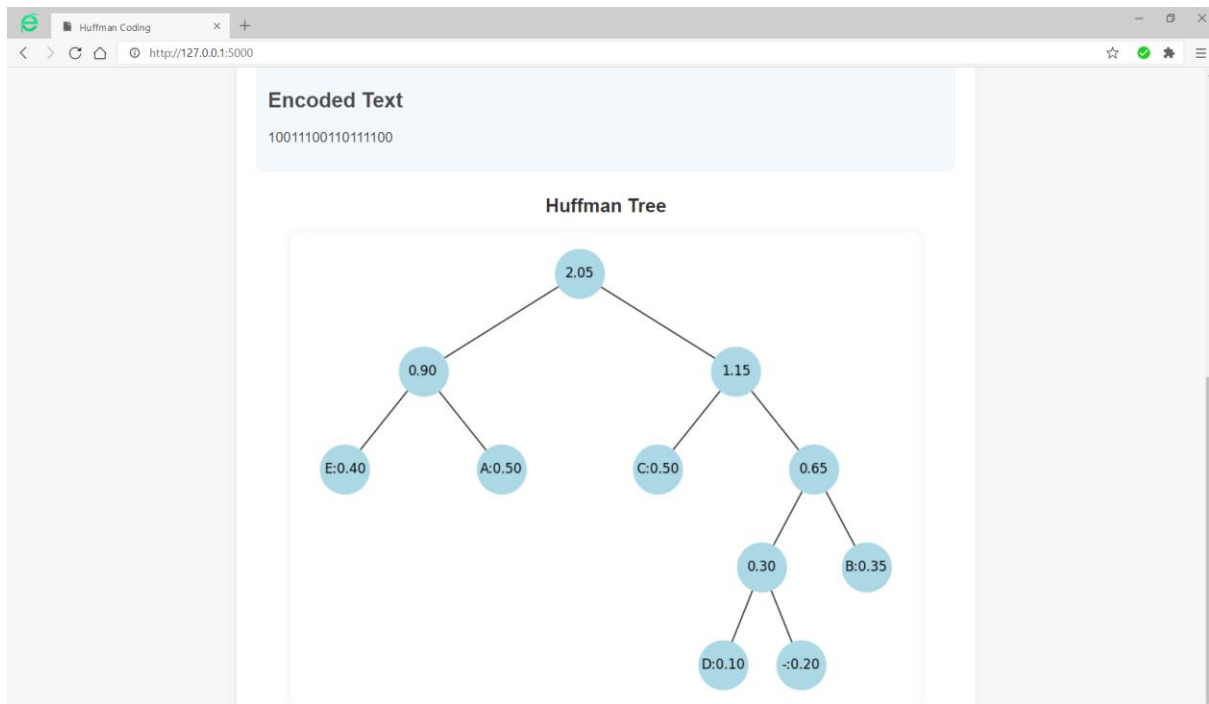 Huffman Coding
http://127.0.0.1:5000
Encoded Text
10011100110111100
Huffman Tree
2.05
0.90 1.15
E:0.40 A:0.50 C:0.50 0.65
0.30 B:0.35
D:0.10 -:0.20